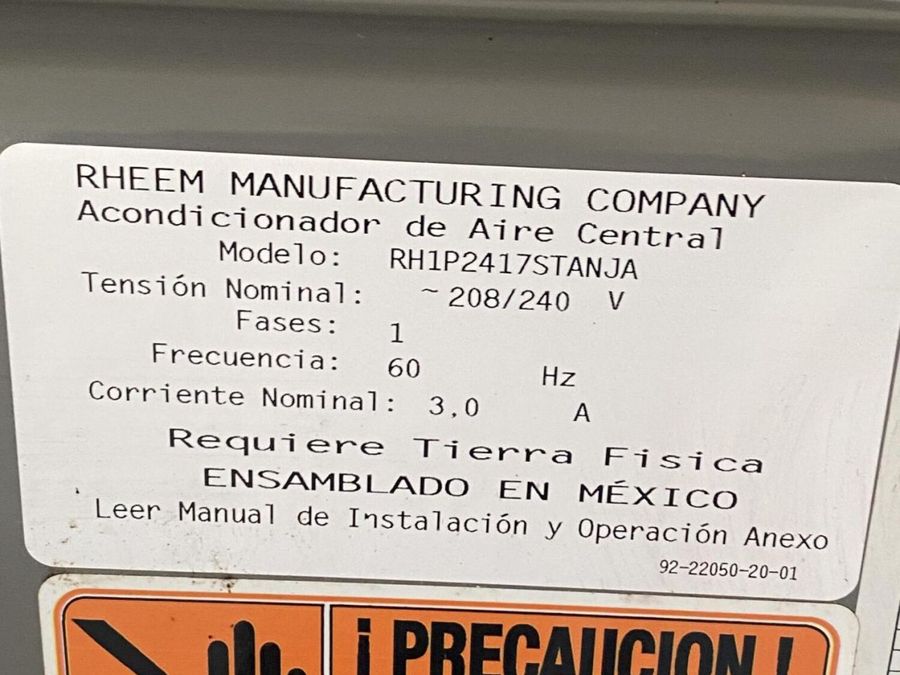 RHEEM MANUFACTURING COMPANY
Acondicionador de Aire Central
Modelo: RH1P2417STANJA
Tensión Nominal: ~ 208/240 V
Fases: 1
Frecuencia: 60 Hz
Corriente Nominal: 3,0 A
Requiere Tierra Fisica
ENSAMBLADO EN MÉXICO
Leer Manual de Instalación y Operación Anexo
92-22050-20-01
¡PRECAUCION!